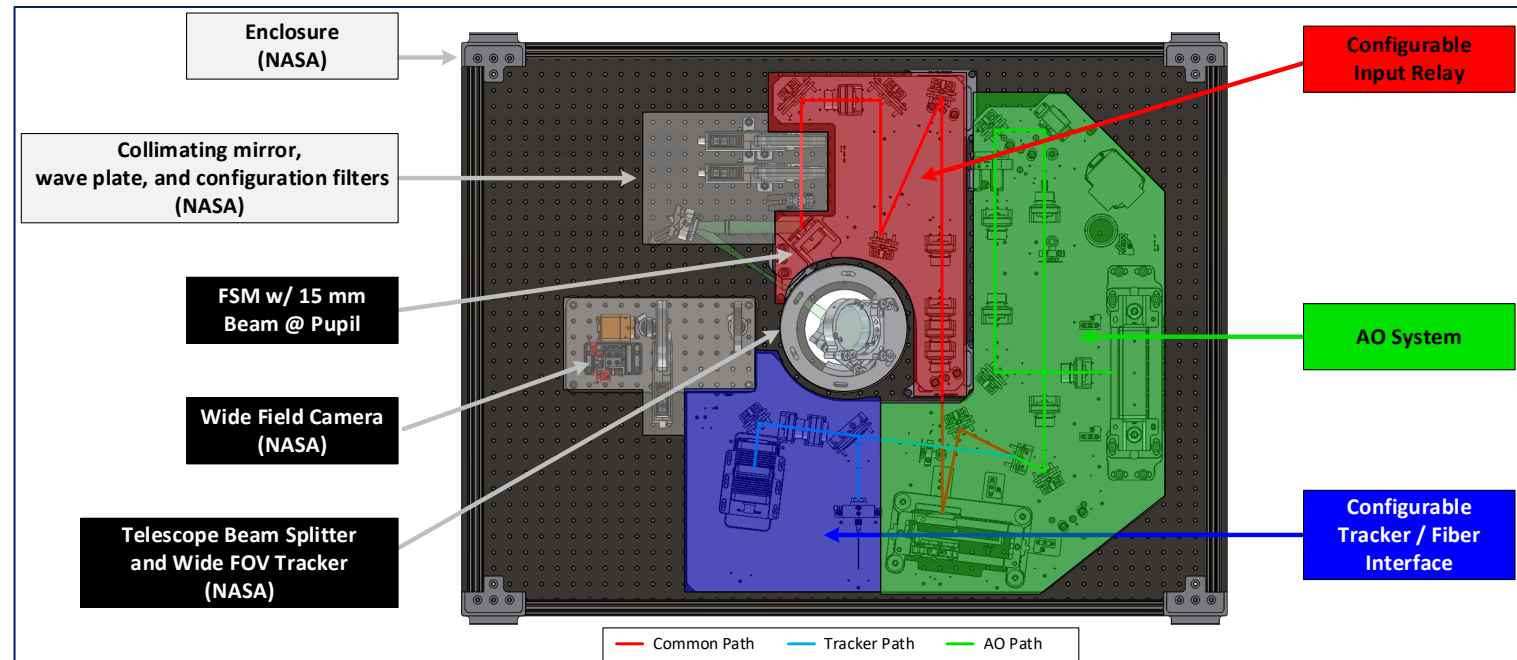 Enclosure
(NASA)
Collimating mirror,
wave plate, and configuration filters
(NASA)
FSM w/ 15 mm
Beam @ Pupil
Wide Field Camera
(NASA)
Telescope Beam Splitter
and Wide FOV Tracker
(NASA)
Configurable
Input Relay
AO System
Configurable
Tracker / Fiber
Interface
Common Path
Tracker Path
AO Path